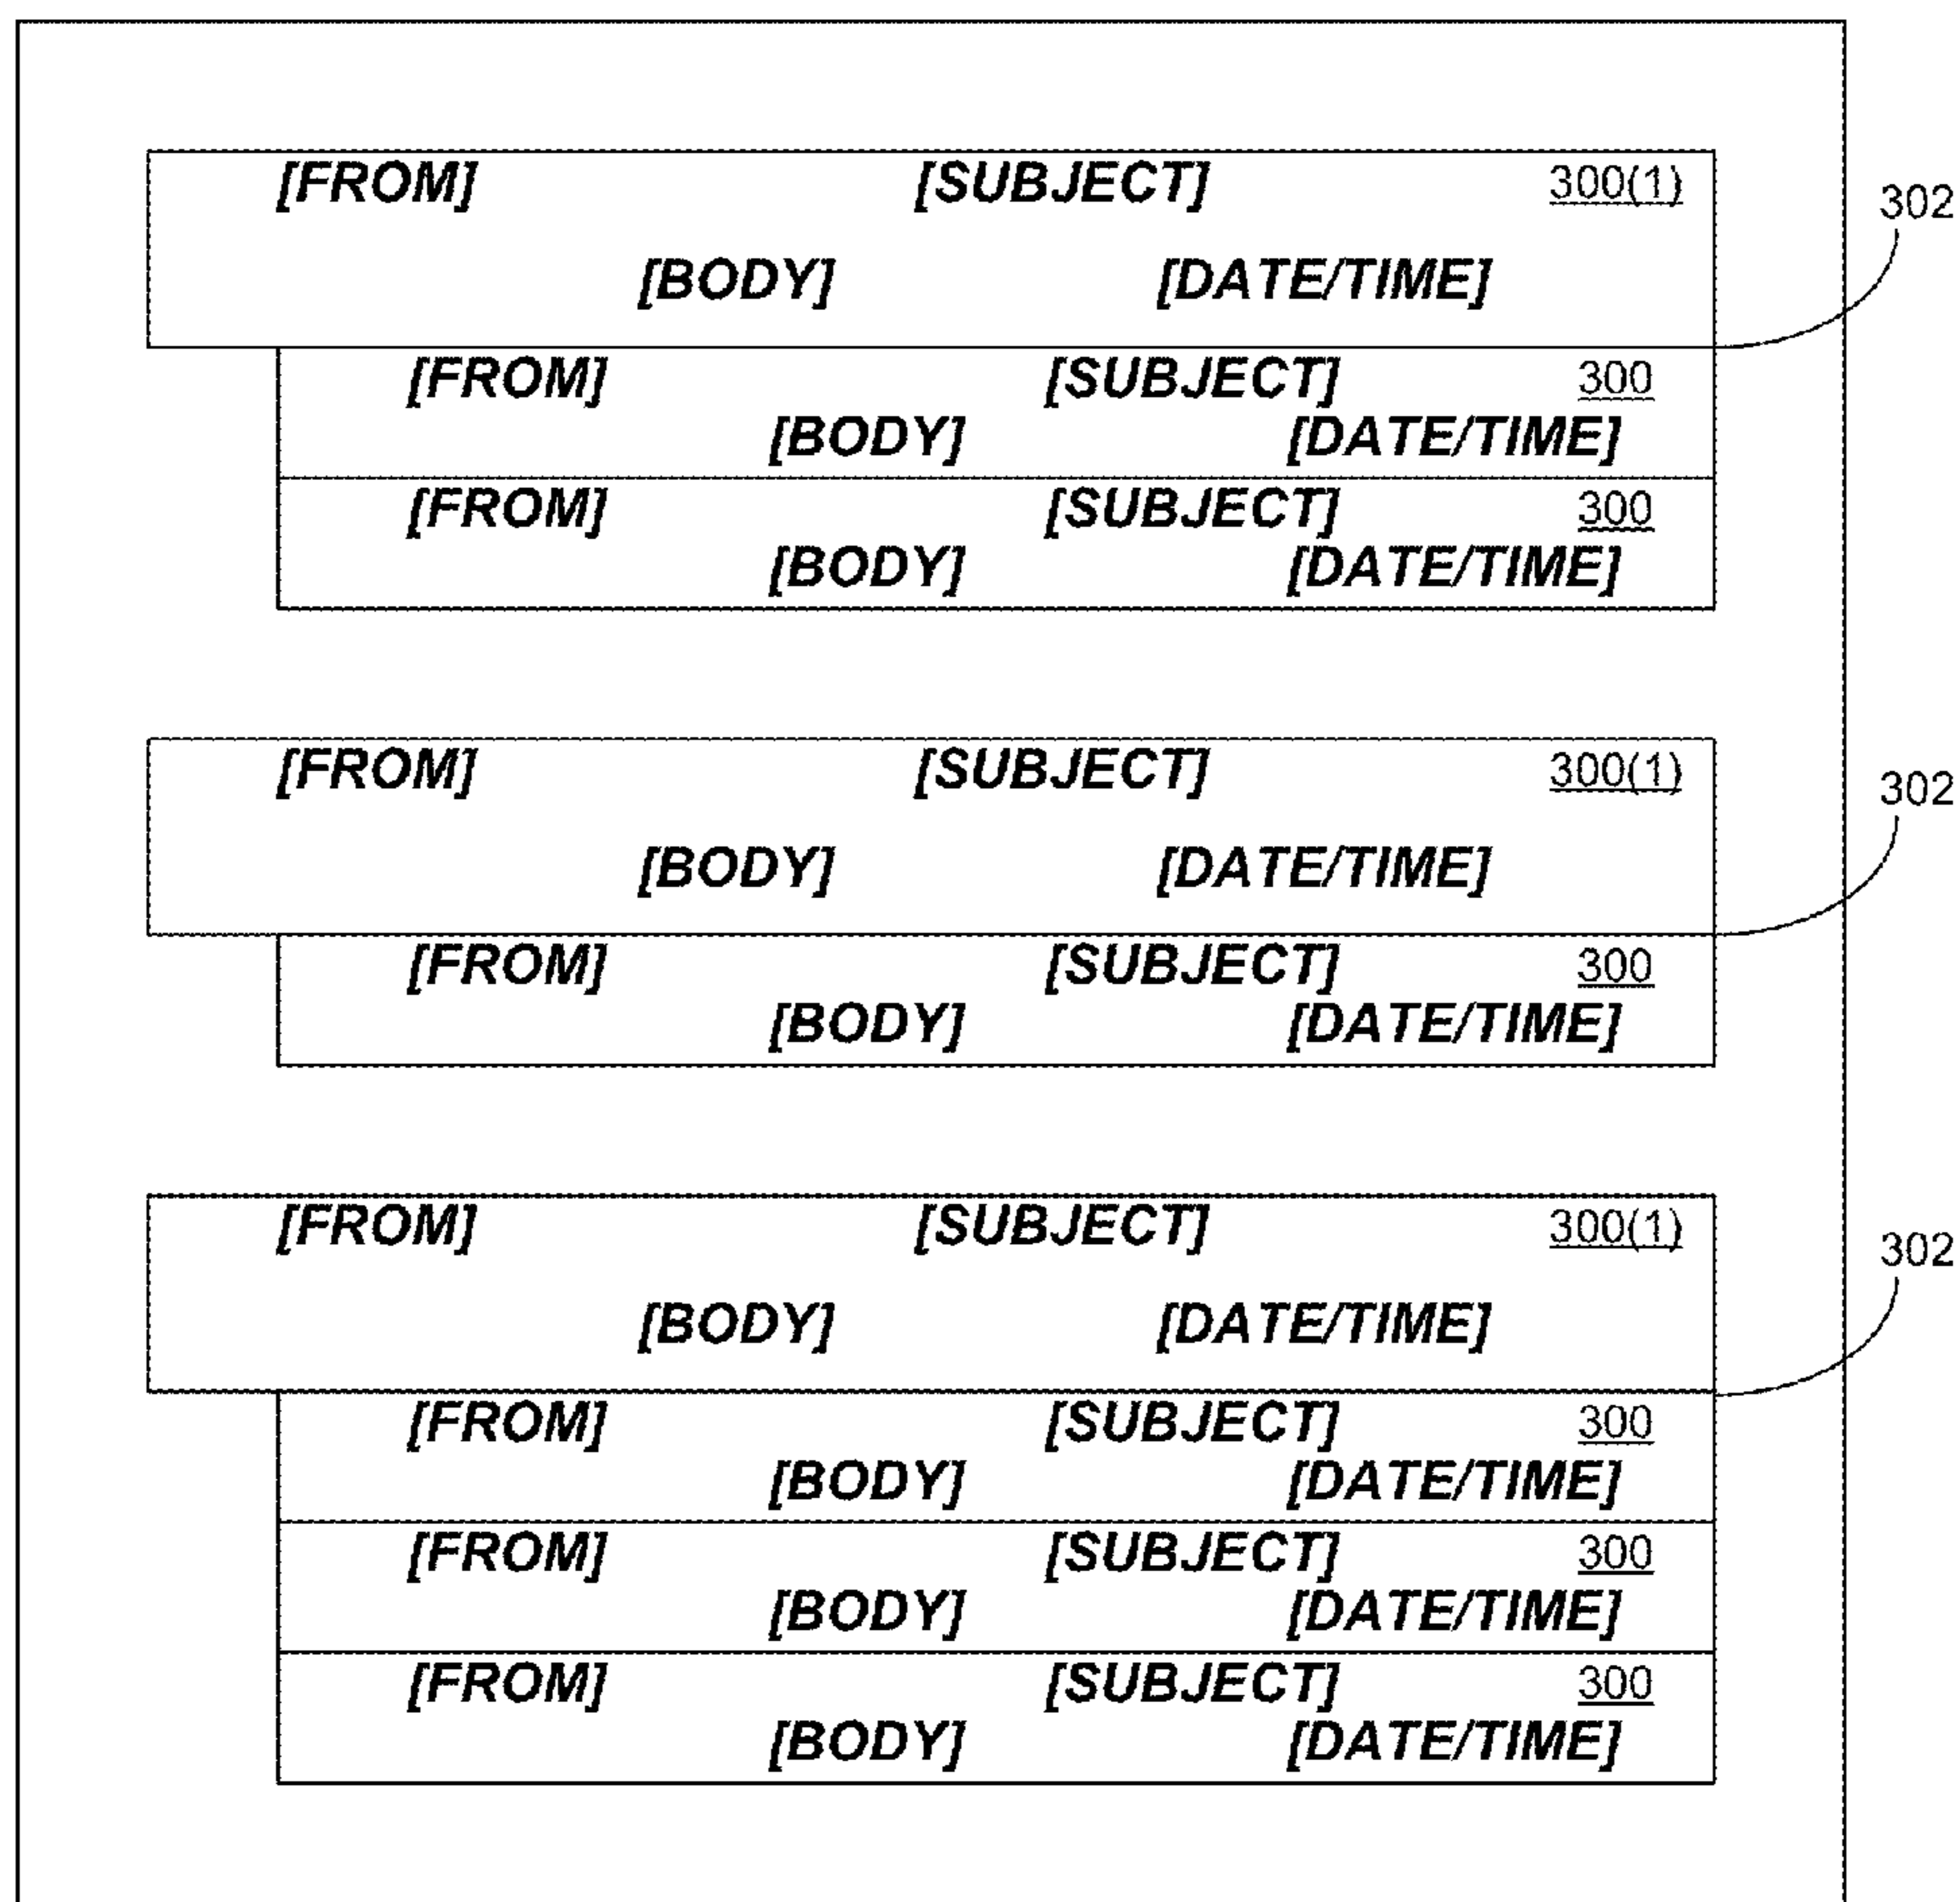 [FROM] [SUBJECT] 300(1)
302
[BODY] [DATE/TIME]
[FROM] [SUBJECT] 300
[BODY] [DATE/TIME]
[FROM] [SUBJECT] 300
[BODY] [DATE/TIME]
[FROM] [SUBJECT] 300(1)
302
[BODY] [DATE/TIME]
[FROM] [SUBJECT] 300
[BODY] [DATE/TIME]
[FROM] [SUBJECT] 300(1)
302
[BODY] [DATE/TIME]
[FROM] [SUBJECT] 300
[BODY] [DATE/TIME]
[FROM] [SUBJECT] 300
[BODY] [DATE/TIME]
[FROM] [SUBJECT] 300
[BODY] [DATE/TIME]